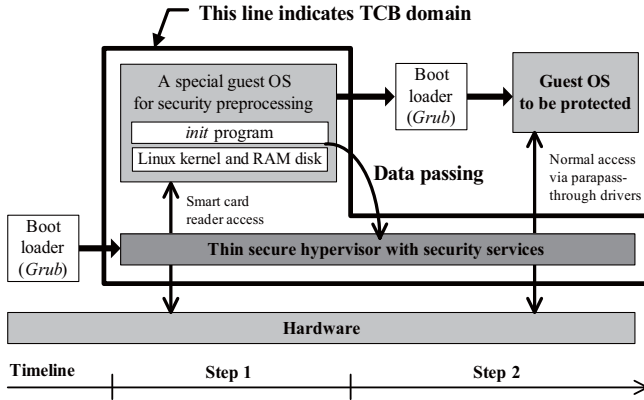 This line indicates TCB domain
A special guest OS
for security preprocessing
init program
Linux kernel and RAM disk
Boot
loader
(Grub)
Guest OS
to be protected
Data passing
Normal access
via parapass-
through drivers
Smart card
reader access
Boot
loader
(Grub)
Thin secure hypervisor with security services
Hardware
Timeline
Step 1
Step 2